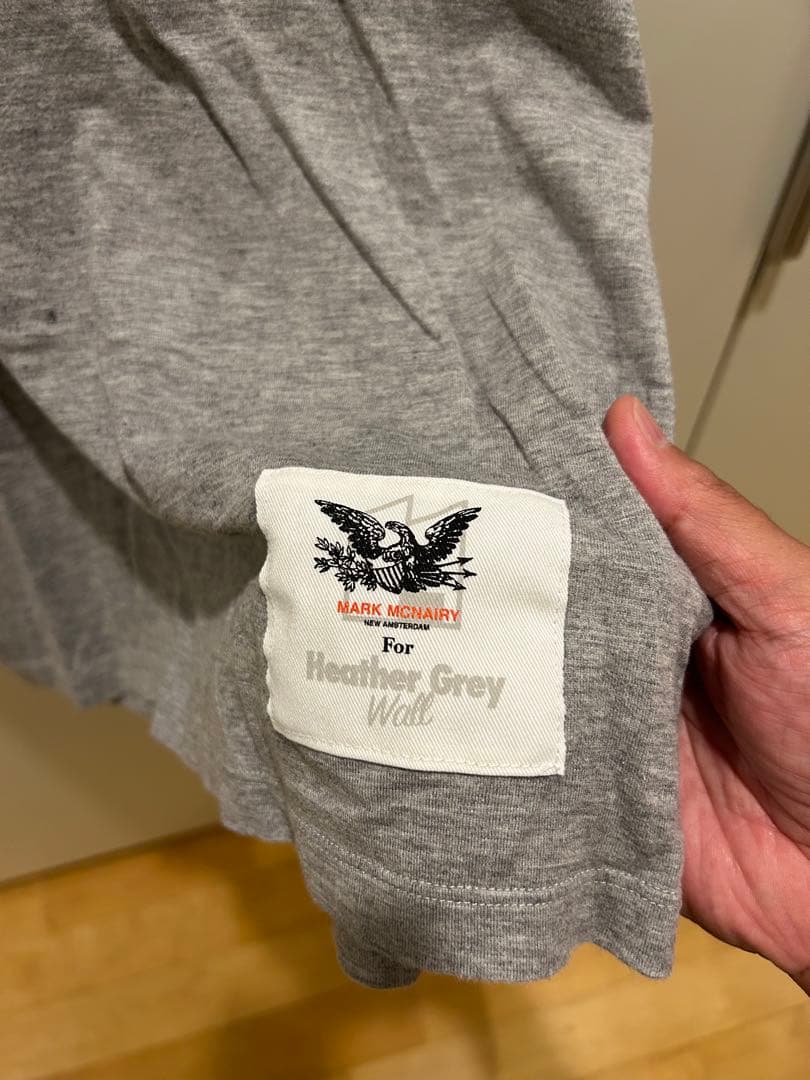 MARK MCNAIRY
NEW AMSTERDAM
For
Heather Grey
Wall